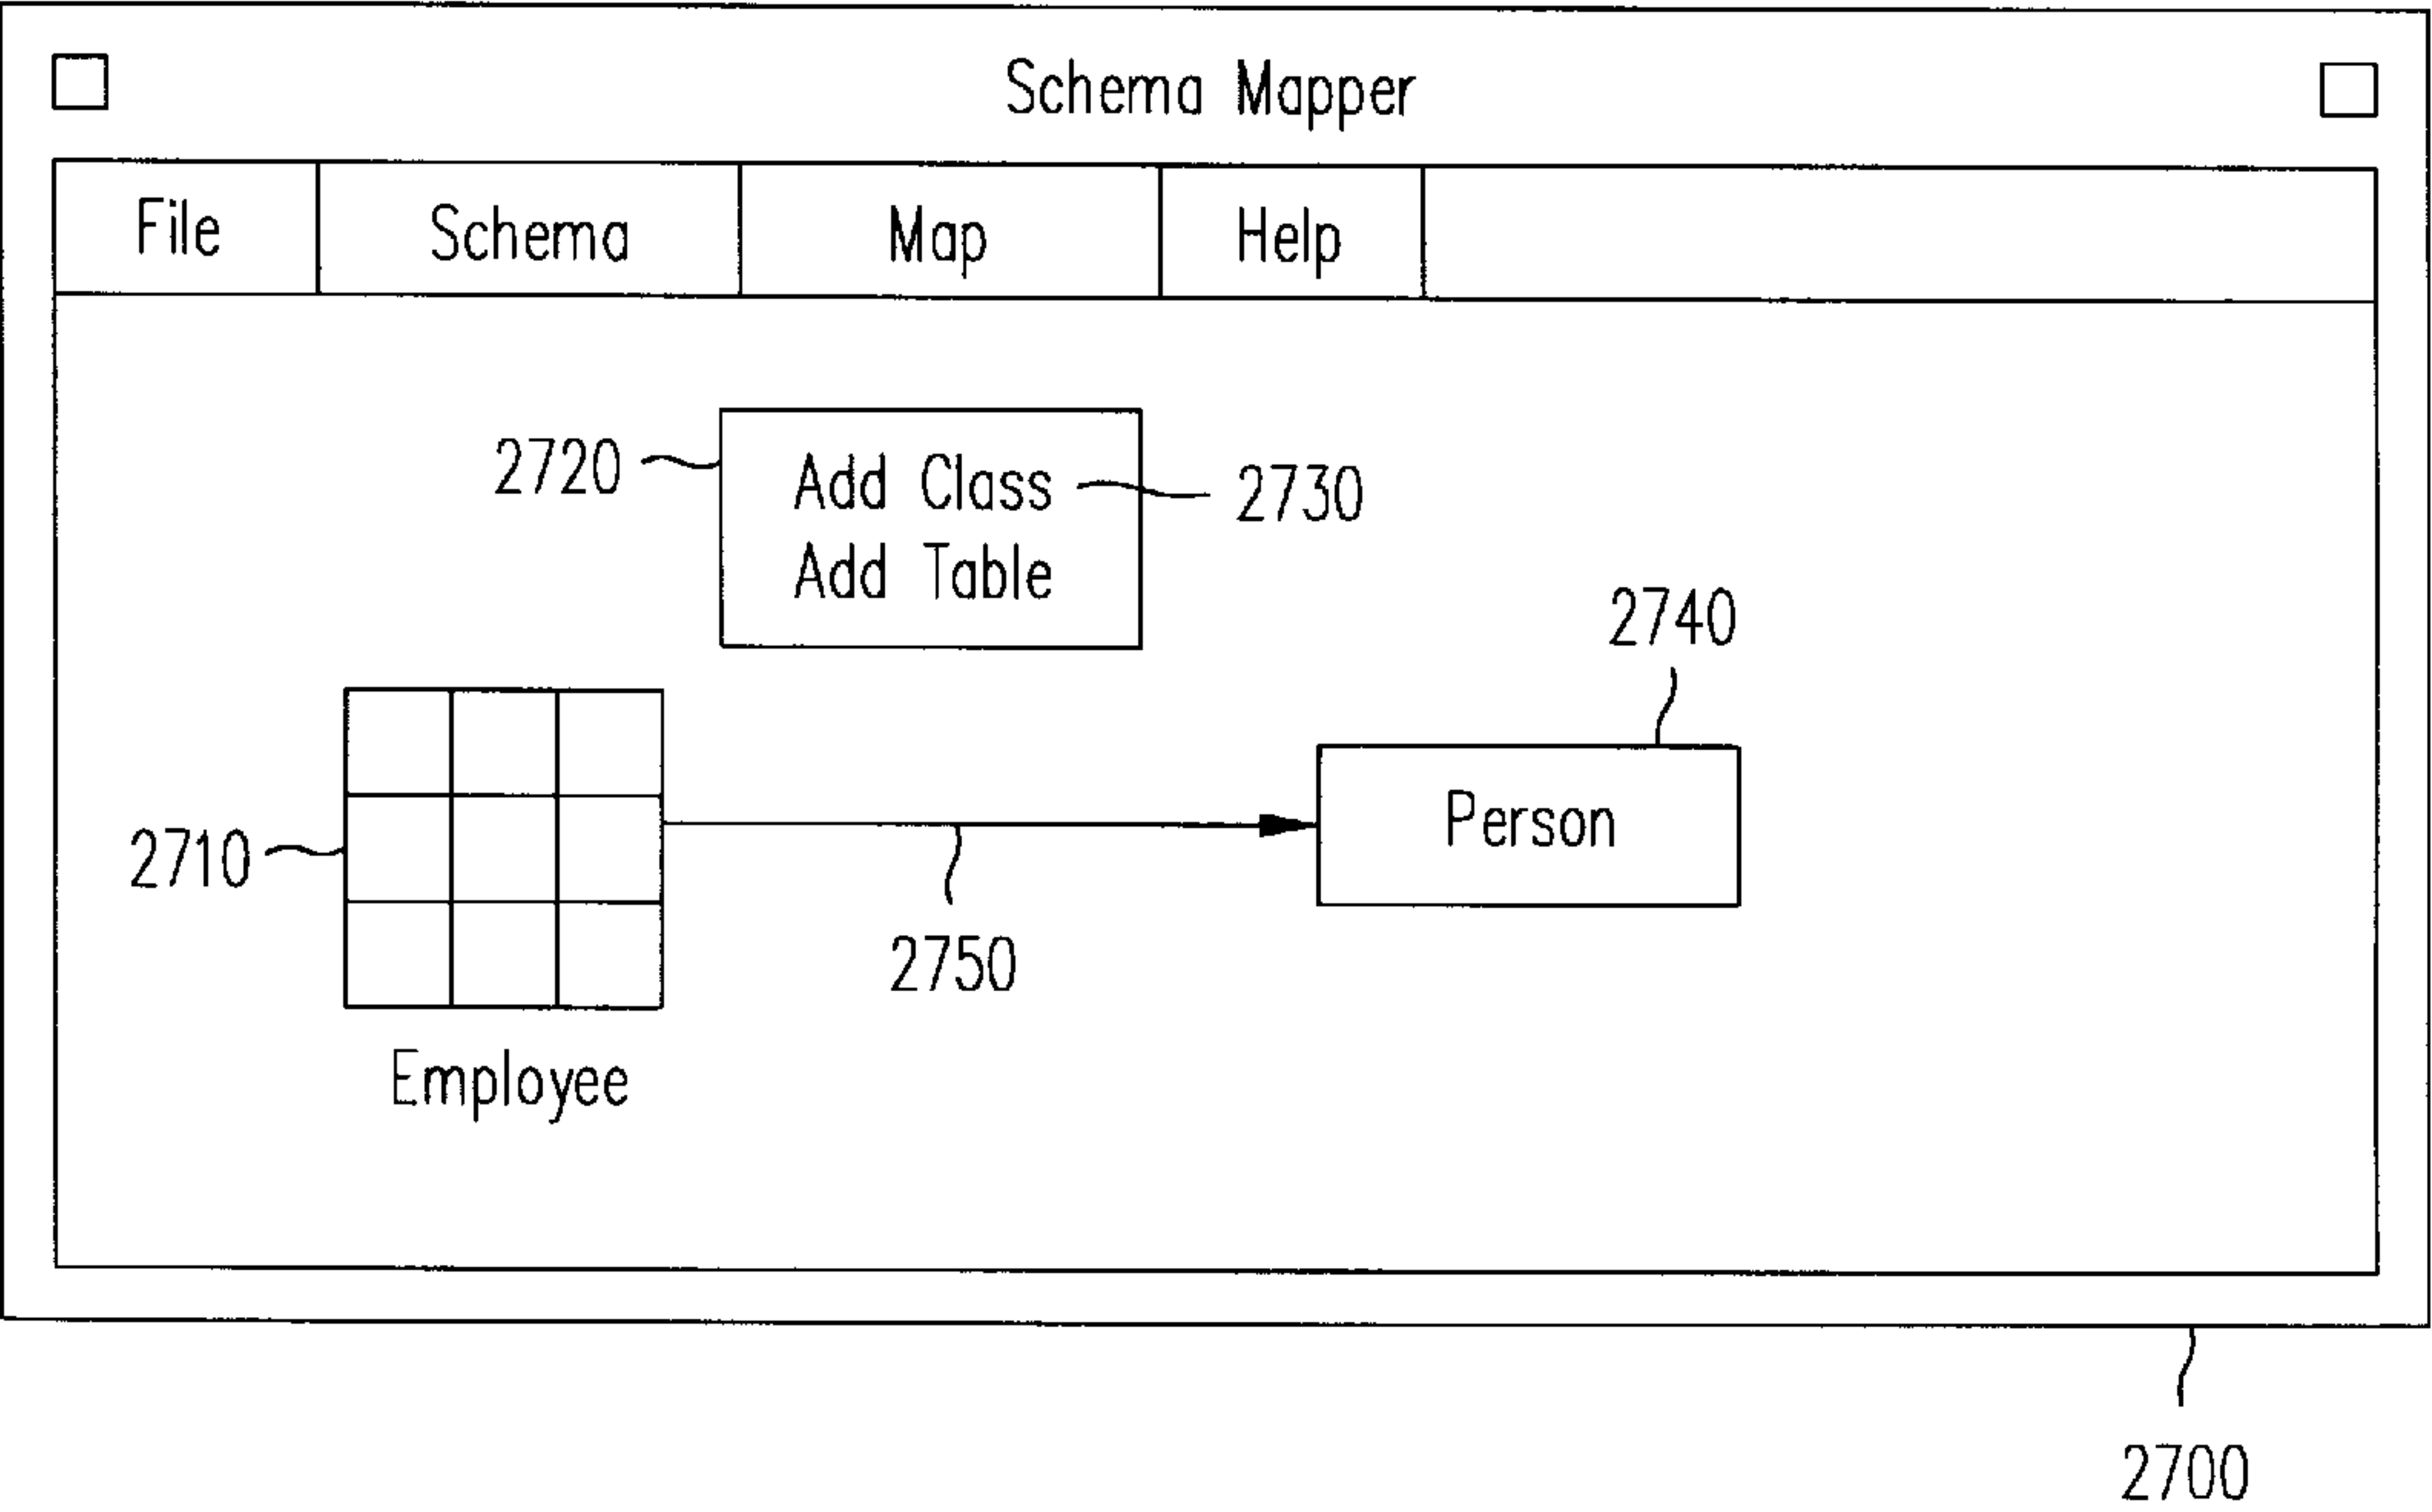 Schema Mapper
File Schema Map Help
2720 Add Class 2730
Add Table
2740
Person
2710
2750
Employee
2700